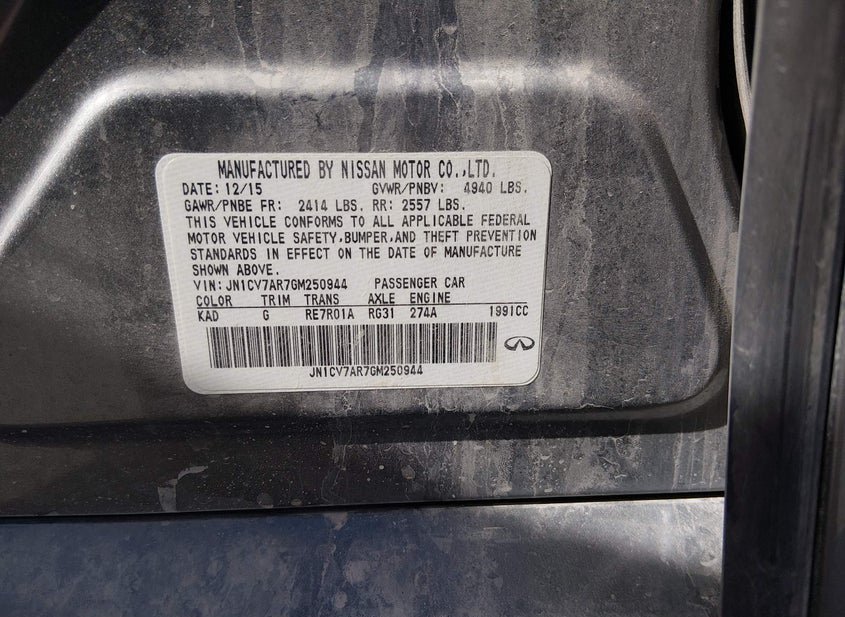 MANUFACTURED BY NISSAN MOTOR CO.,LTD.
DATE: 12/15 GVWR/PNBV: 4940 LBS.
GAWR/PNBE FR: 2414 LBS. RR: 2557 LBS.
THIS VEHICLE CONFORMS TO ALL APPLICABLE FEDERAL
MOTOR VEHICLE SAFETY,BUMPER,AND THEFT PREVENTION
STANDARDS IN EFFECT ON THE DATE OF MANUFACTURE
SHOWN ABOVE.
VIN: JN1CV7AR7GM250944 PASSENGER CAR
COLOR TRIM TRANS AXLE ENGINE
KAD G RE7R01A RG31 274A 1991CC
JN1CV7AR7GM250944